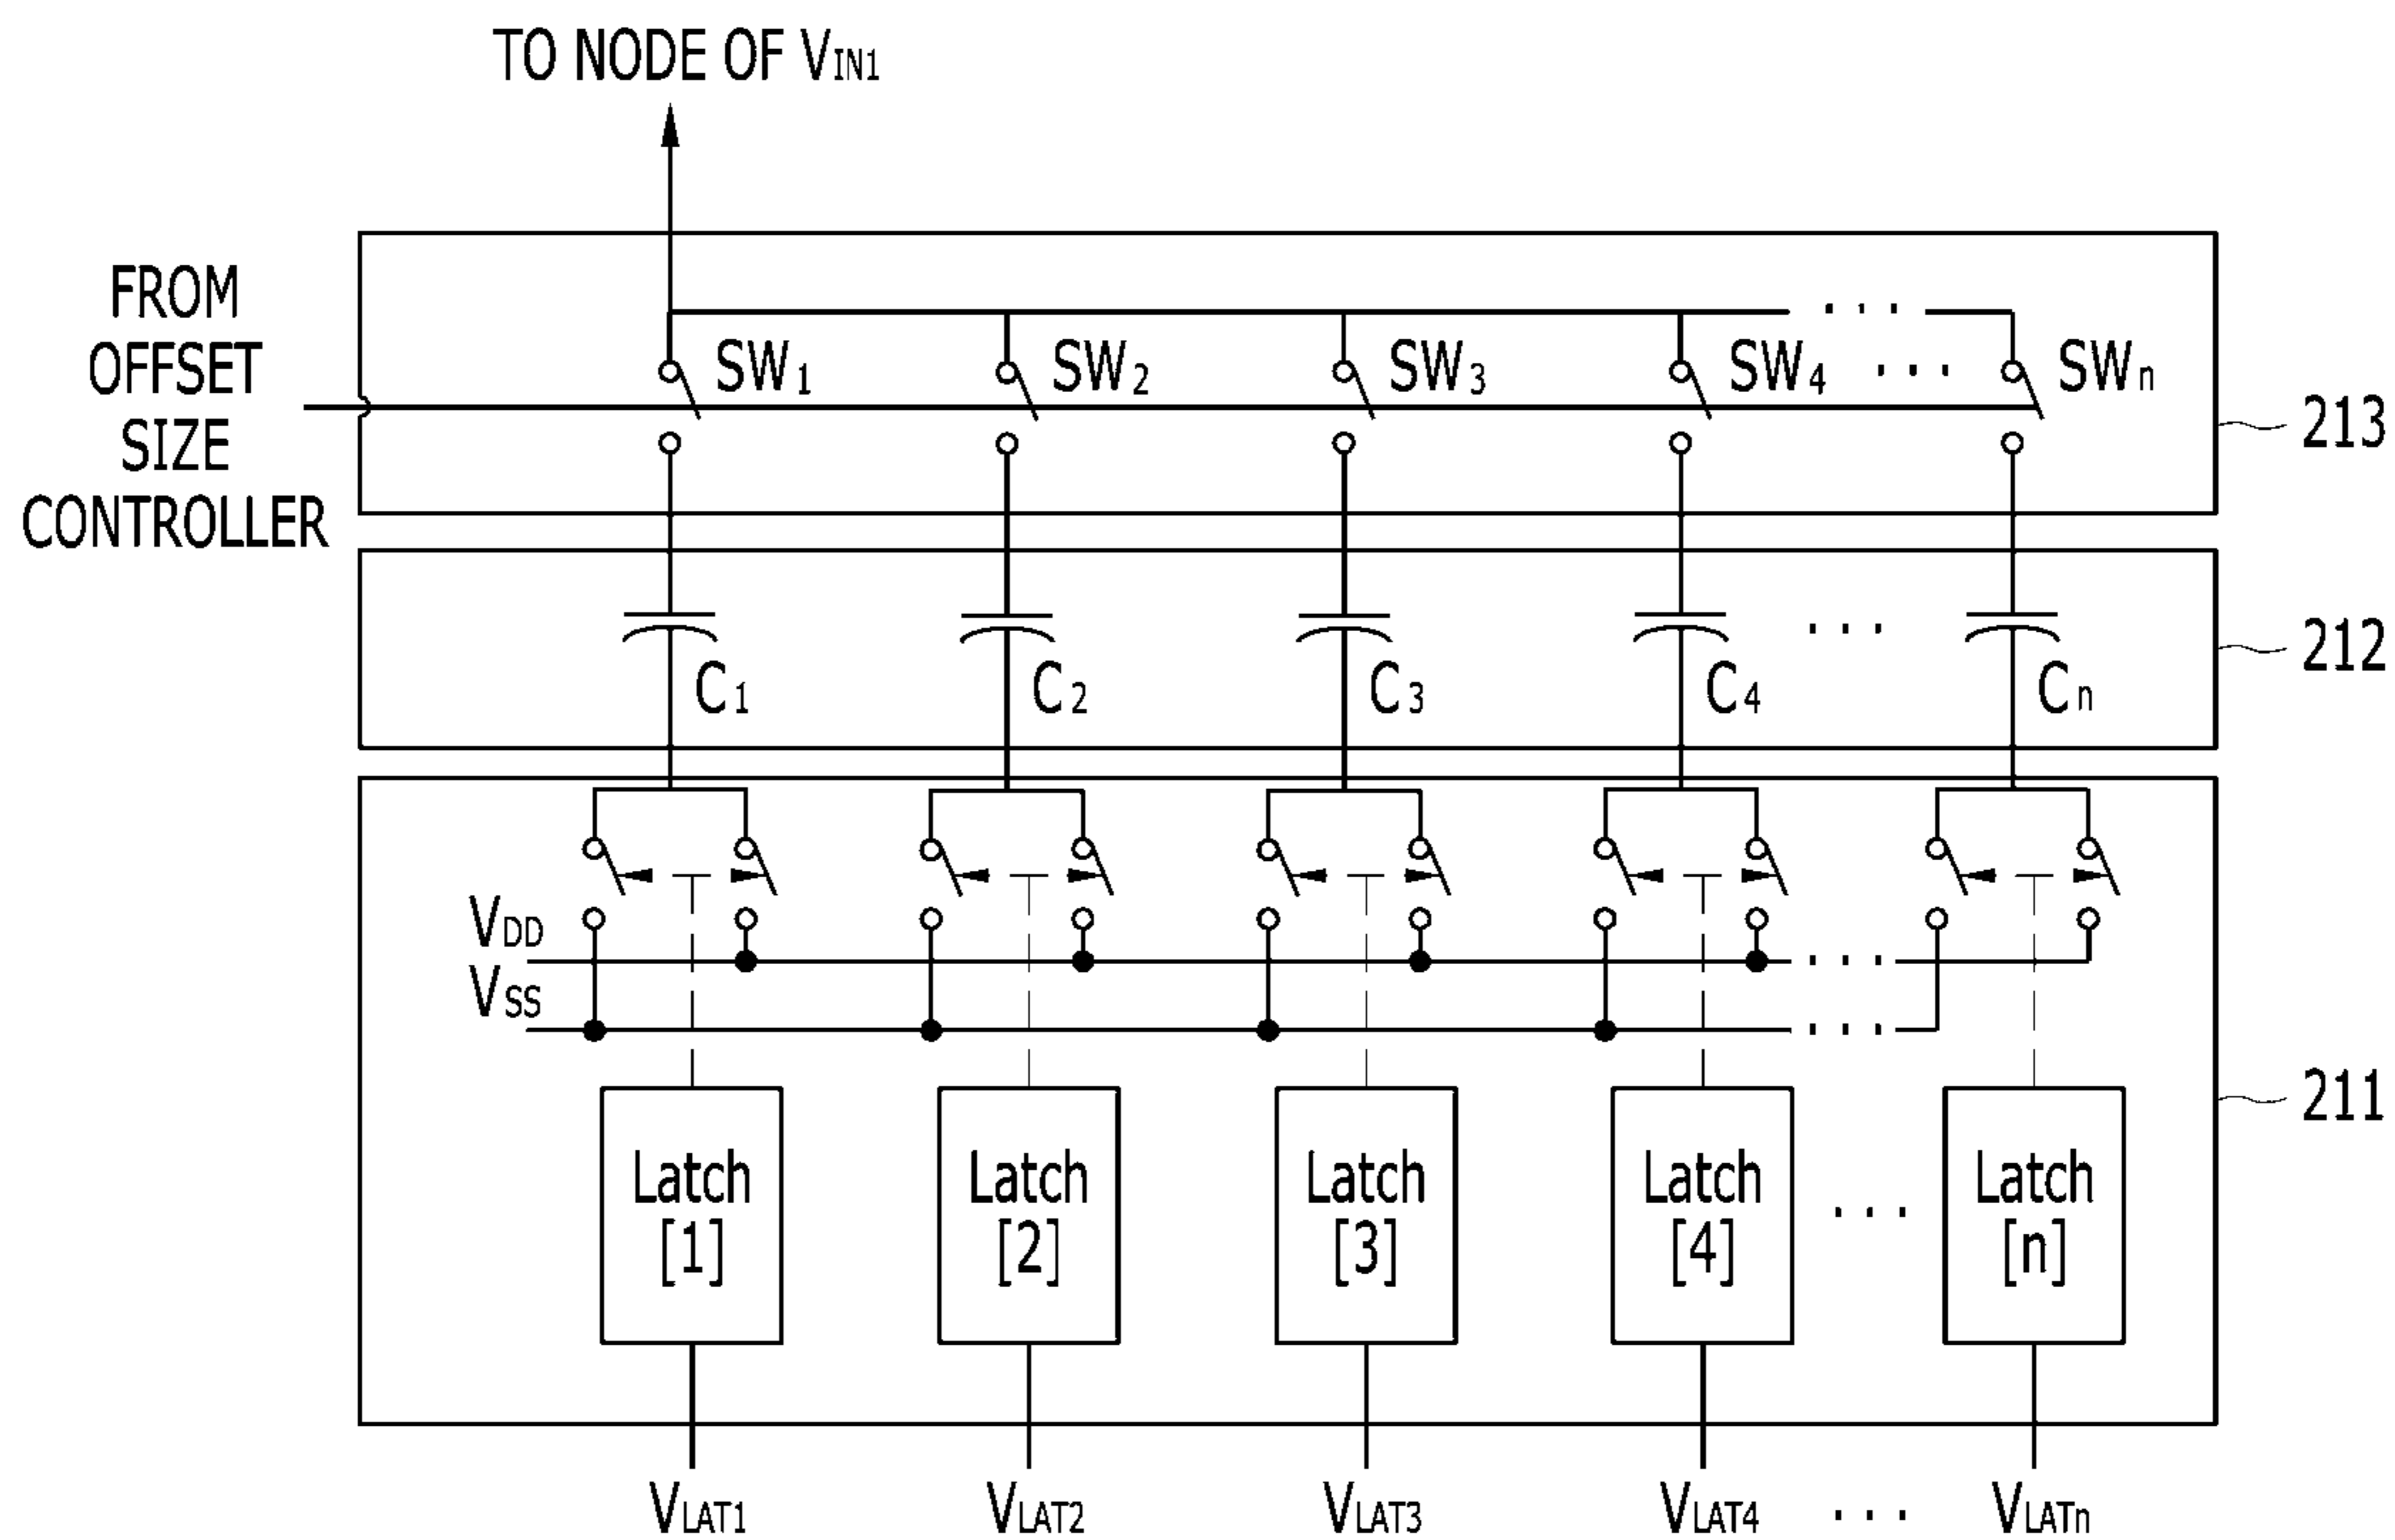 TO NODE OF VIN1
FROM
OFFSET
SIZE
CONTROLLER
SW1 SW2 SW3 SW4 ··· SWn
213
C1 C2 C3 C4 ··· Cn
212
VDD
VSS
211
Latch [1]
Latch [2]
Latch [3]
Latch [4]
···
Latch [n]
VLAT1 VLAT2 VLAT3 VLAT4 ··· VLATn